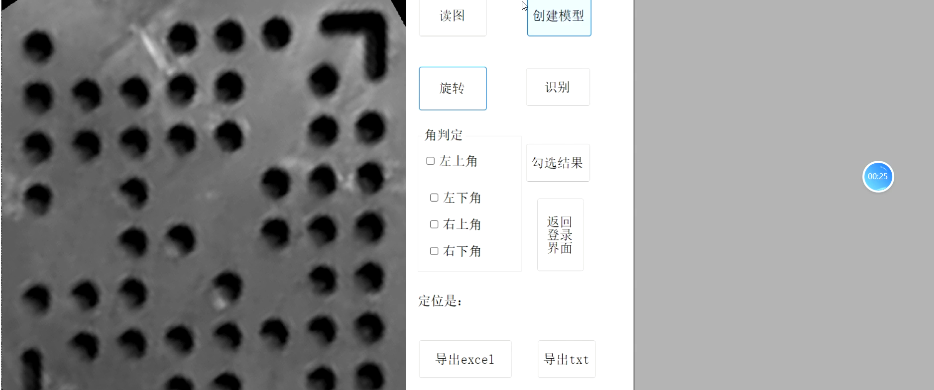 读图
创建模型
旋转
识别
角判定
左上角
勾选结果
左下角
右上角
右下角
返回
登录
界面
定位是:
导出excel
导出txt
00:25